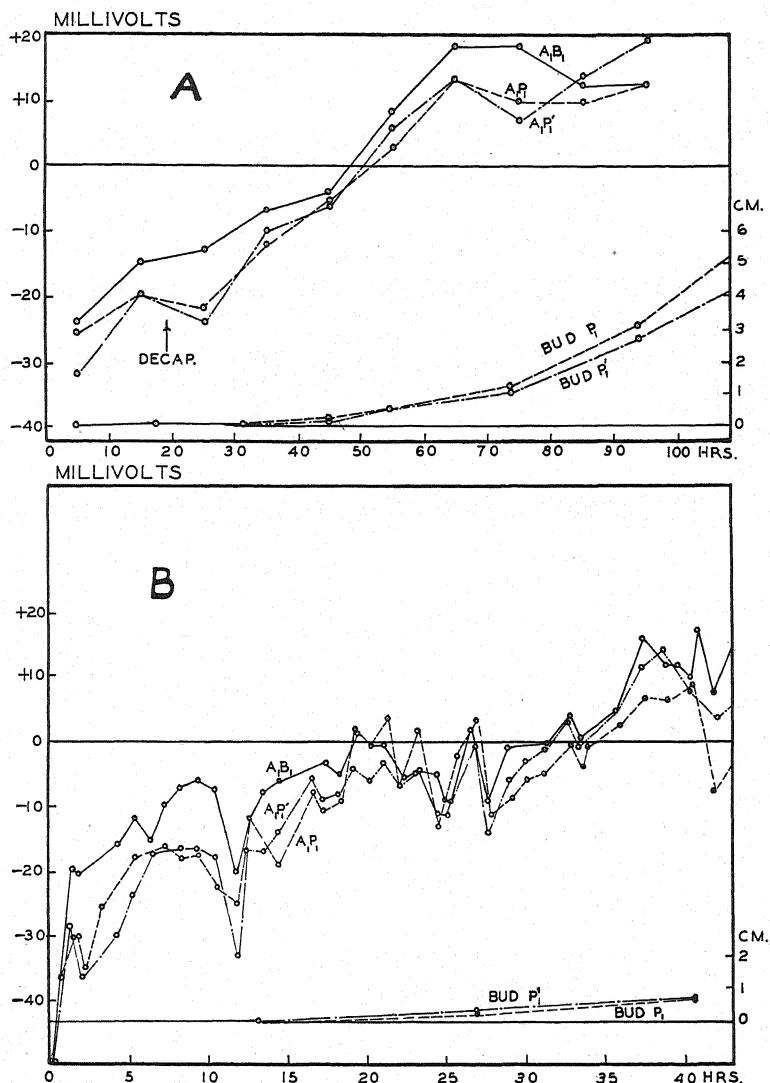 MILLIVOLTS
+20
+10
0
-10
-20
-30
-40
A
A₁B₁
A₁P₁
A₁P₁′
DECAP.
CM.
6
5
4
3
2
1
0
BUD P₁
BUD P₁′
0 10 20 30 40 50 60 70 80 90 100 HRS.
MILLIVOLTS
B
+20
+10
0
-10
-20
-30
-40
A₁B₁
A₁P₁′
A₁P₁
CM.
2
1
0
BUD P₁′
BUD P₁
0 5 10 15 20 25 30 35 40 HRS.